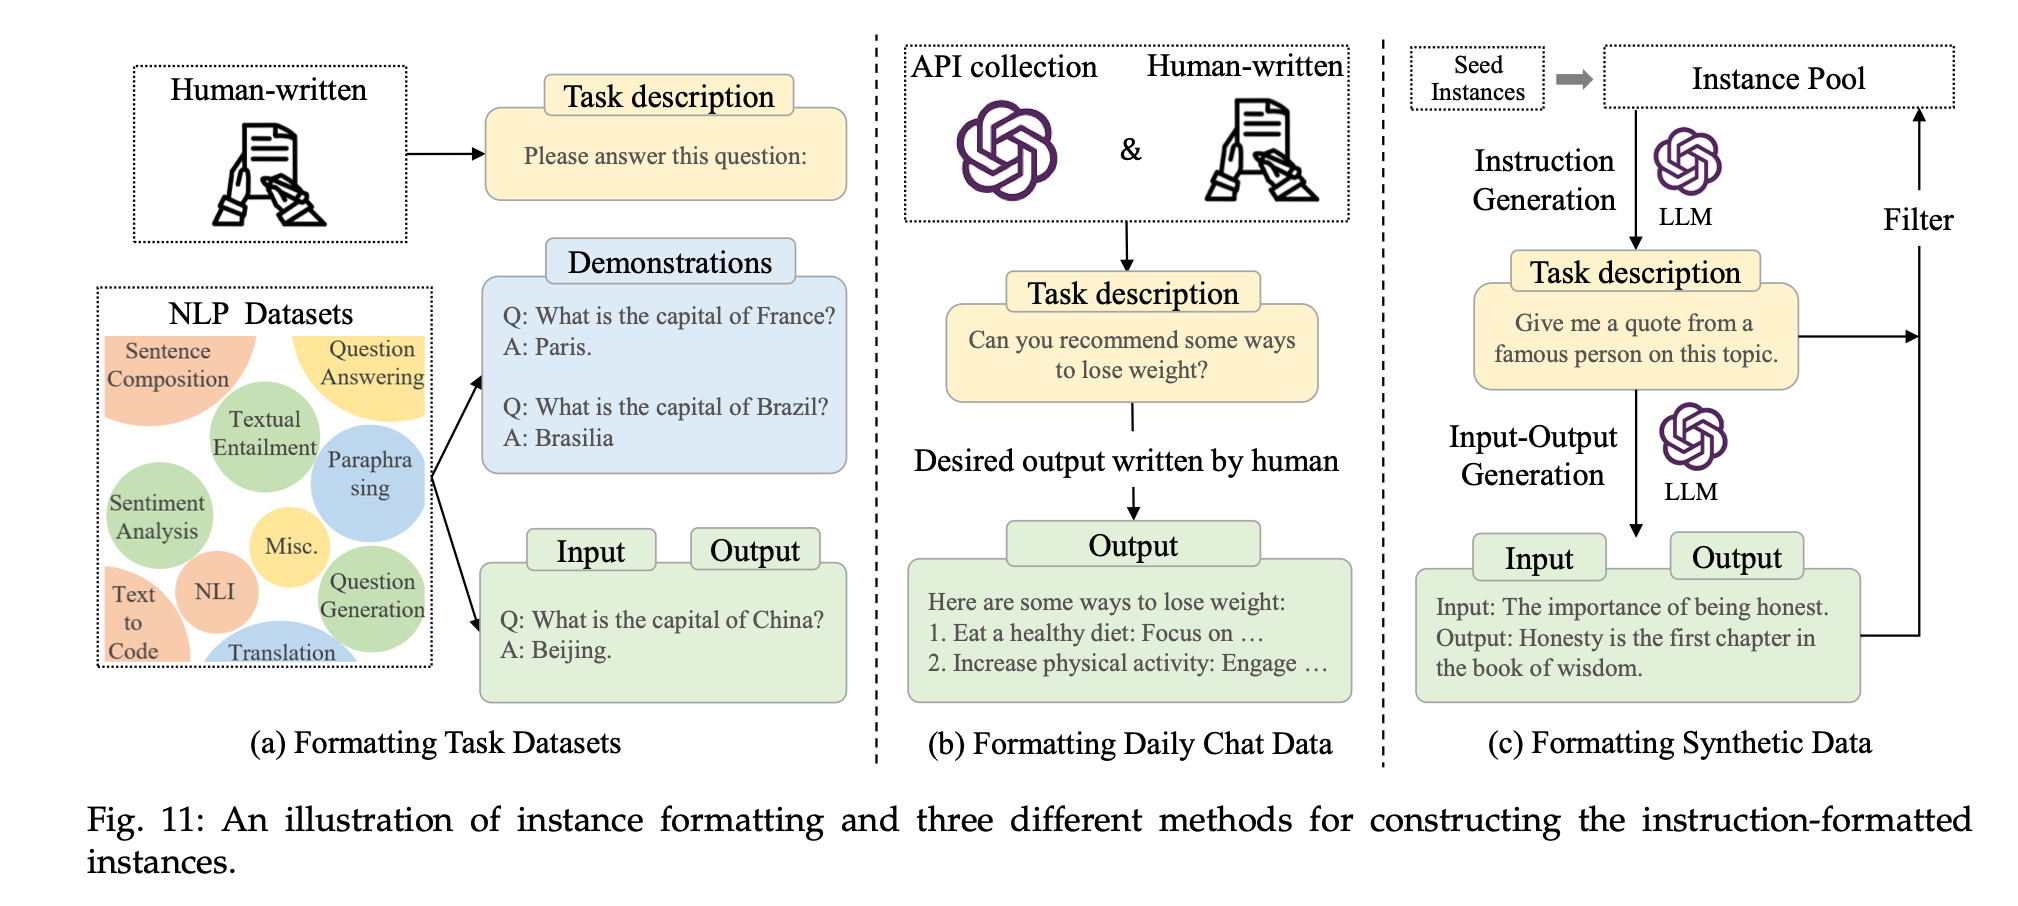 Human-written
Task description
Please answer this question:
NLP Datasets
Sentence
Composition
Question
Answering
Textual
Entailment
Paraphra
sing
Sentiment
Analysis
Misc.
NLI
Question
Generation
Text
to
Code
Translation
Demonstrations
Q: What is the capital of France?
A: Paris.
Q: What is the capital of Brazil?
A: Brasilia
Input
Output
Q: What is the capital of China?
A: Beijing.
(a) Formatting Task Datasets
API collection
Human-written
&
Task description
Can you recommend some ways
to lose weight?
Desired output written by human
Output
Here are some ways to lose weight:
1. Eat a healthy diet: Focus on …
2. Increase physical activity: Engage …
(b) Formatting Daily Chat Data
Seed
Instances
Instance Pool
Instruction
Generation
LLM
Filter
Task description
Give me a quote from a
famous person on this topic.
Input-Output
Generation
LLM
Input
Output
Input: The importance of being honest.
Output: Honesty is the first chapter in
the book of wisdom.
(c) Formatting Synthetic Data
Fig. 11: An illustration of instance formatting and three different methods for constructing the instruction-formatted
instances.